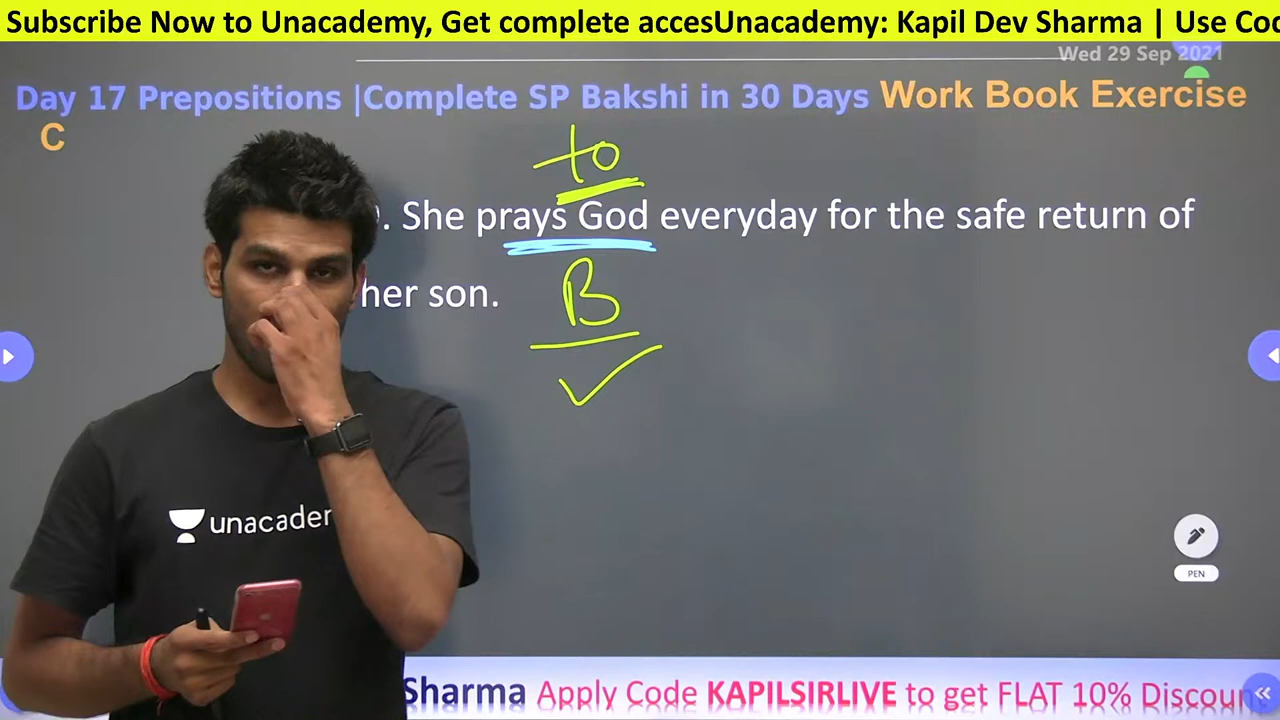 Subscribe Now to Unacademy, Get complete accesUnacademy: Kapil Dev Sharma | Use
Wed 29 Sep 2021
Day 17 Prepositions |Complete SP Bakshi in 30 Days Work Book Exercise
C
to
. She prays God everyday for the safe return of
her son.
B
unacadem
PEN
Sharma Apply Code KAPILSIRLIVE to get FLAT 10% Discoun